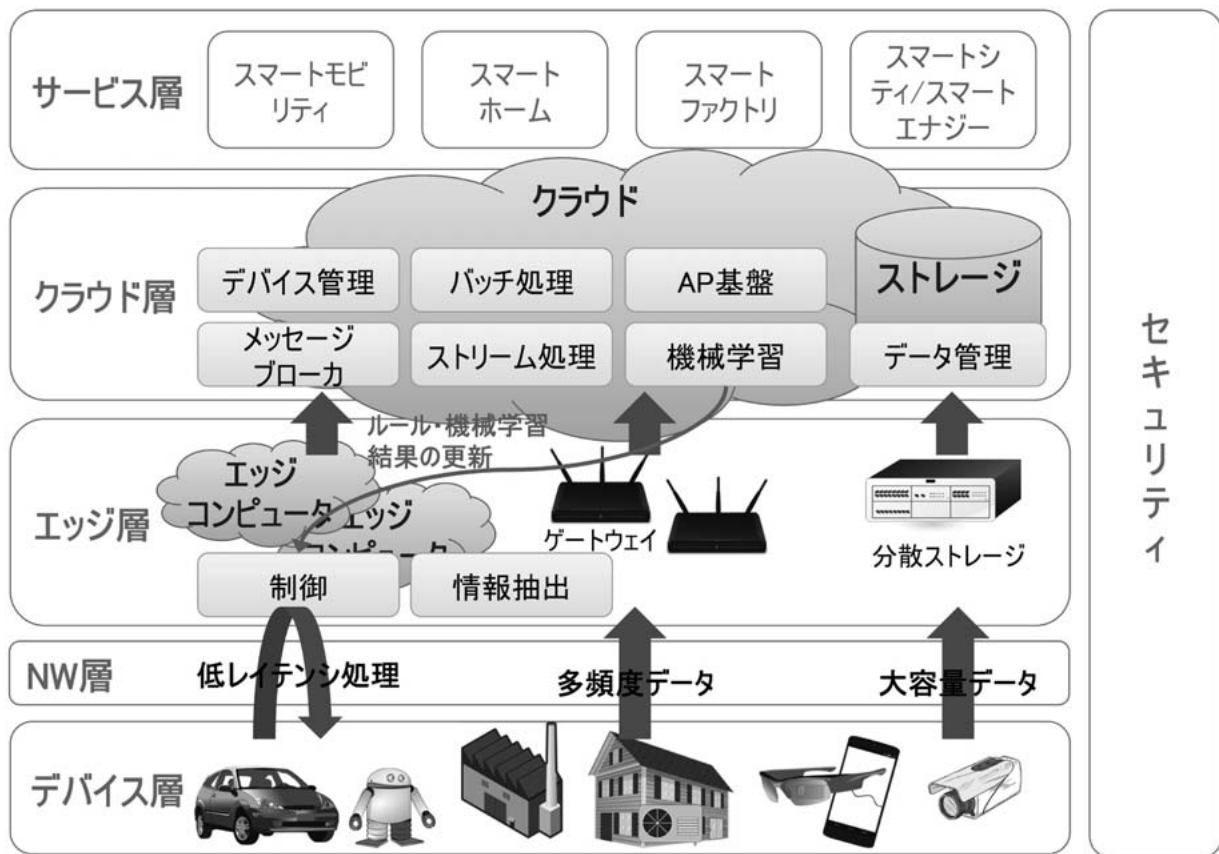 サービス層
スマートモビ
リティ
スマート
ホーム
スマート
ファクトリ
スマートシ
ティ/スマート
エナジー
クラウド
クラウド層
デバイス管理
バッチ処理
AP基盤
ストレージ
メッセージ
ブローカ
ストリーム処理
機械学習
データ管理
ルール・機械学習
結果の更新
エッジ層
エッジ
コンピュータ
エッジ
コンピュータ
ゲートウェイ
分散ストレージ
制御
情報抽出
NW層
低レイテンシ処理
多頻度データ
大容量データ
デバイス層
セキュリティ